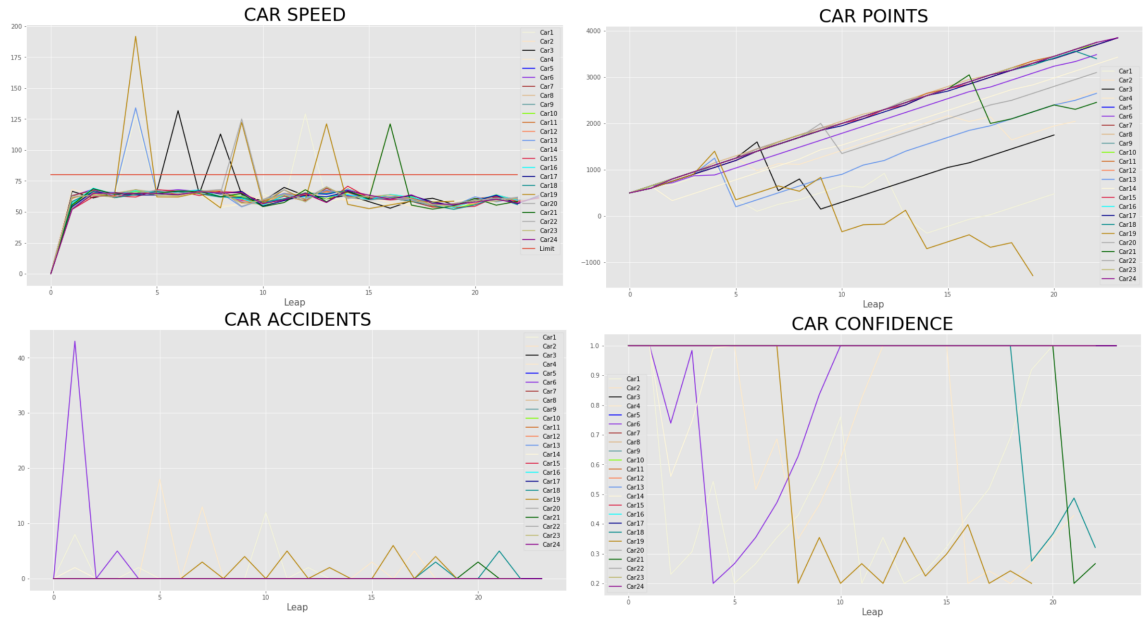 CAR SPEED
200
175
150
125
100
75
50
25
0
0
5
10
15
20
Leap
Car1
Car2
Car3
Car4
Car5
Car6
Car7
Car8
Car9
Car10
Car11
Car12
Car13
Car14
Car15
Car16
Car17
Car18
Car19
Car20
Car21
Car22
Car23
Car24
Limit
CAR POINTS
4000
3000
2000
1000
0
−1000
0
5
10
15
20
Leap
Car1
Car2
Car3
Car4
Car5
Car6
Car7
Car8
Car9
Car10
Car11
Car12
Car13
Car14
Car15
Car16
Car17
Car18
Car19
Car20
Car21
Car22
Car23
Car24
CAR ACCIDENTS
40
30
20
10
0
0
5
10
15
20
Leap
Car1
Car2
Car3
Car4
Car5
Car6
Car7
Car8
Car9
Car10
Car11
Car12
Car13
Car14
Car15
Car16
Car17
Car18
Car19
Car20
Car21
Car22
Car23
Car24
CAR CONFIDENCE
1.0
0.9
0.8
0.7
0.6
0.5
0.4
0.3
0.2
0
5
10
15
20
Leap
Car1
Car2
Car3
Car4
Car5
Car6
Car7
Car8
Car9
Car10
Car11
Car12
Car13
Car14
Car15
Car16
Car17
Car18
Car19
Car20
Car21
Car22
Car23
Car24